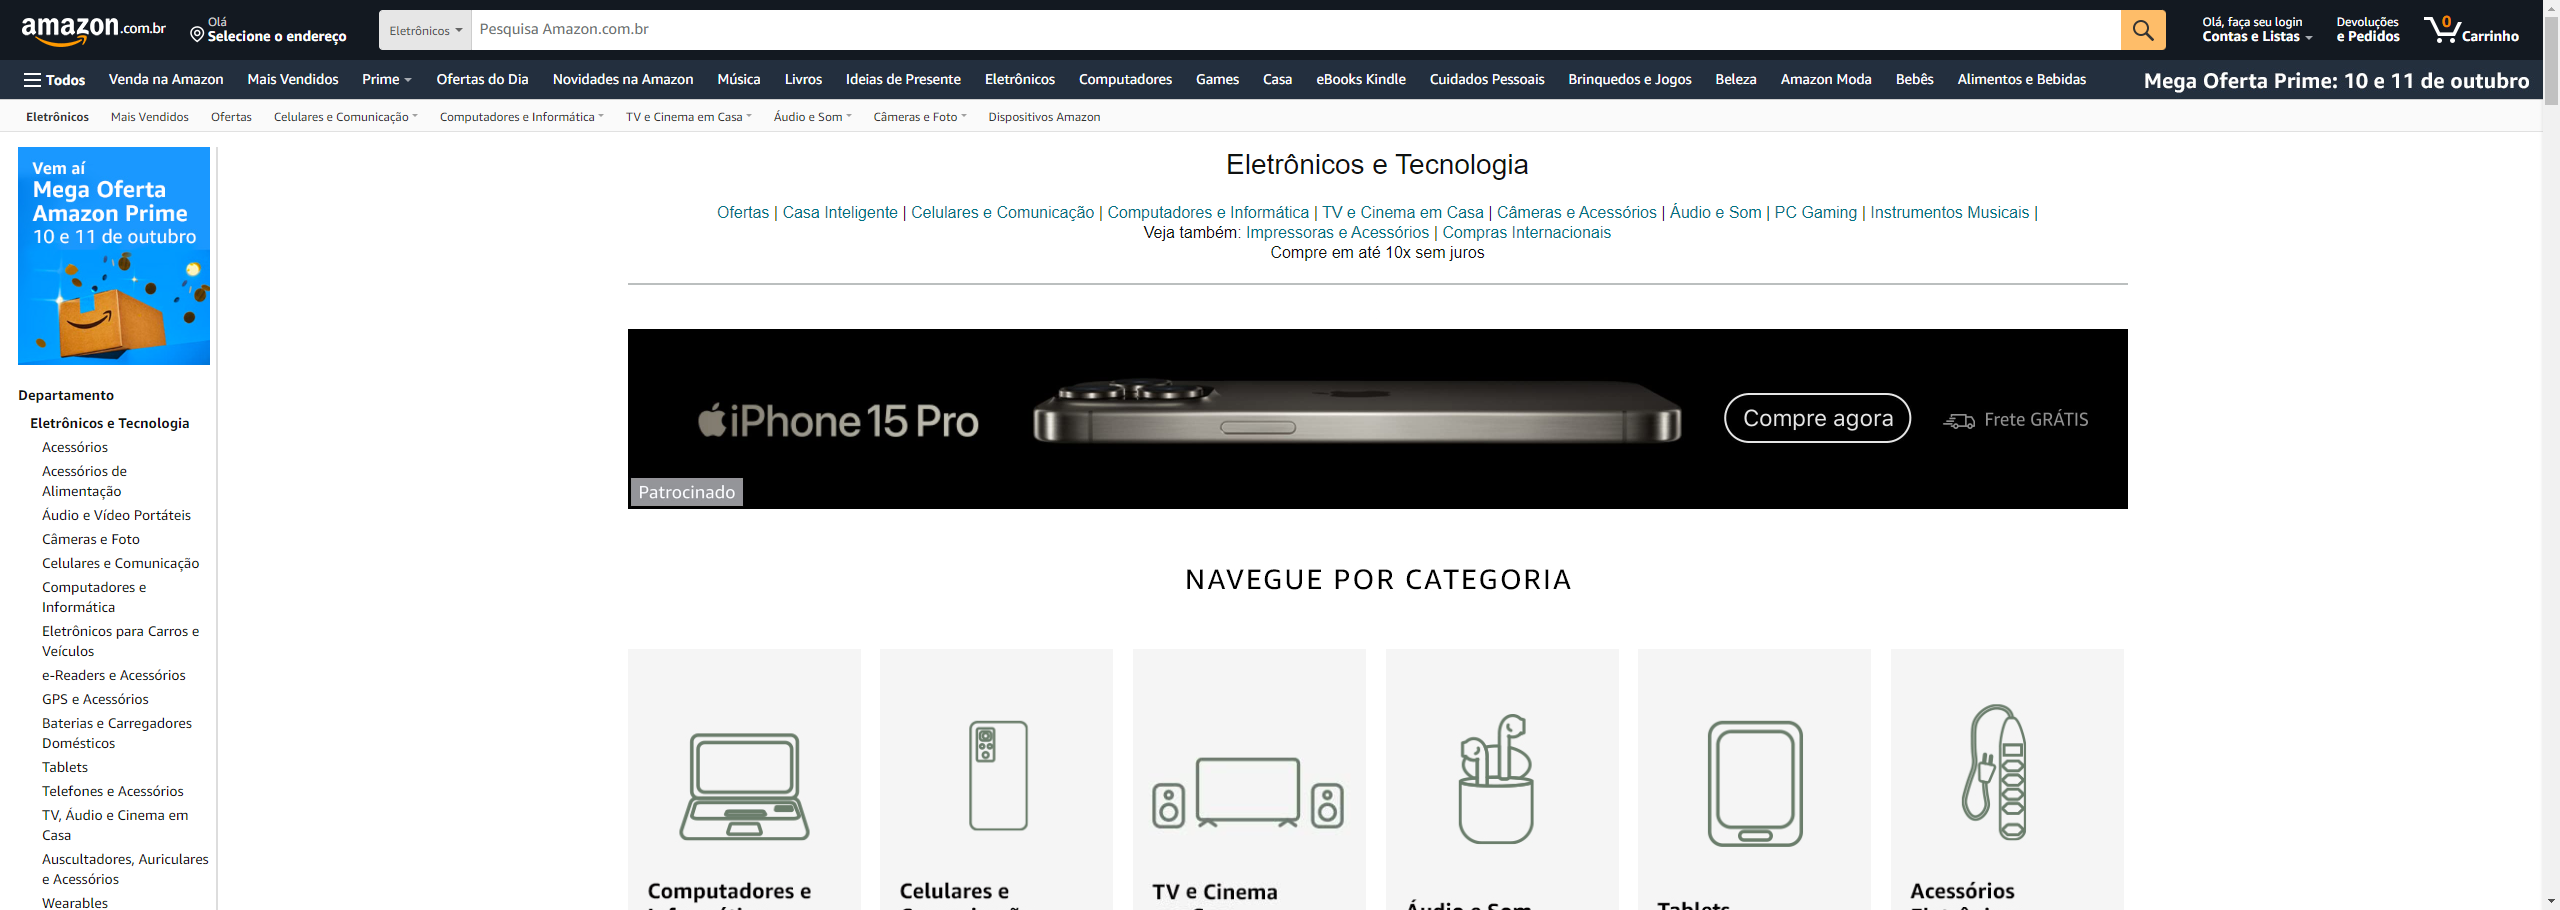 amazon.com.br
Olá
Selecione o endereço
Eletrônicos
Pesquisa Amazon.com.br
Olá, faça seu login
Contas e Listas
Devoluções
e Pedidos
0
Carrinho
Todos
Venda na Amazon
Mais Vendidos
Prime
Ofertas do Dia
Novidades na Amazon
Música
Livros
Ideias de Presente
Eletrônicos
Computadores
Games
Casa
eBooks Kindle
Cuidados Pessoais
Brinquedos e Jogos
Beleza
Amazon Moda
Bebês
Alimentos e Bebidas
Mega Oferta Prime: 10 e 11 de outubro
Eletrônicos
Mais Vendidos
Ofertas
Celulares e Comunicação
Computadores e Informática
TV e Cinema em Casa
Áudio e Som
Câmeras e Foto
Dispositivos Amazon
Vem aí
Mega Oferta
Amazon Prime
10 e 11 de outubro
Departamento
Eletrônicos e Tecnologia
Acessórios
Acessórios de
Alimentação
Áudio e Vídeo Portáteis
Câmeras e Foto
Celulares e Comunicação
Computadores e
Informática
Eletrônicos para Carros e
Veículos
e-Readers e Acessórios
GPS e Acessórios
Baterias e Carregadores
Domésticos
Tablets
Telefones e Acessórios
TV, Áudio e Cinema em
Casa
Auscultadores, Auriculares
e Acessórios
Wearables
Eletrônicos e Tecnologia
Ofertas | Casa Inteligente | Celulares e Comunicação | Computadores e Informática | TV e Cinema em Casa | Câmeras e Acessórios | Áudio e Som | PC Gaming | Instrumentos Musicais |
Veja também: Impressoras e Acessórios | Compras Internacionais
Compre em até 10x sem juros
iPhone 15 Pro
Compre agora
Frete GRÁTIS
Patrocinado
NAVEGUE POR CATEGORIA
Computadores e
Celulares e
TV e Cinema
Áudio e Som
Tablets
Acessórios